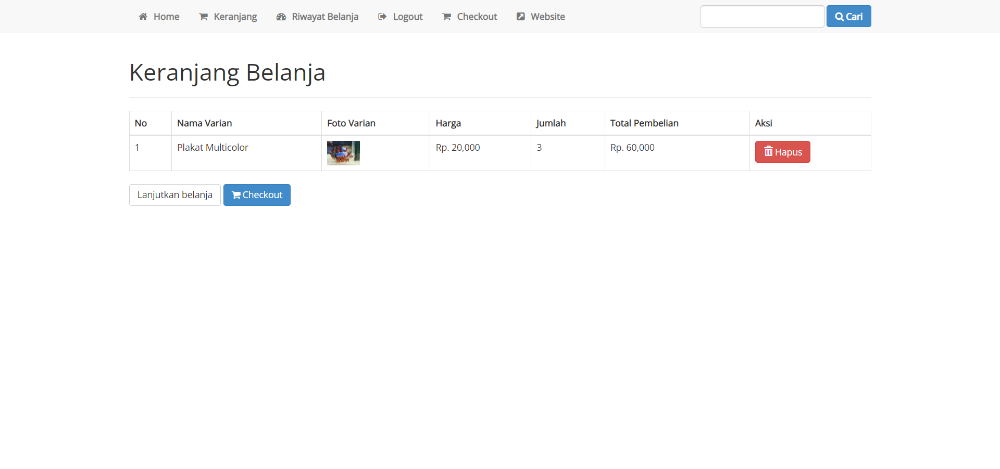 Home Keranjang Riwayat Belanja Logout Checkout Website Cari
Keranjang Belanja
No Nama Varian Foto Varian Harga Jumlah Total Pembelian Aksi
1 Plakat Multicolor Rp. 20,000 3 Rp. 60,000 Hapus
Lanjutkan belanja Checkout